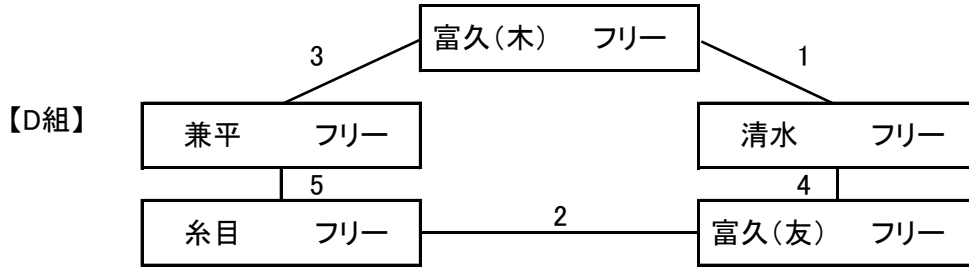 富久(木) フリー
3
1
【D組】
兼平 フリー
清水 フリー
5
4
糸目 フリー
2
富久(友) フリー